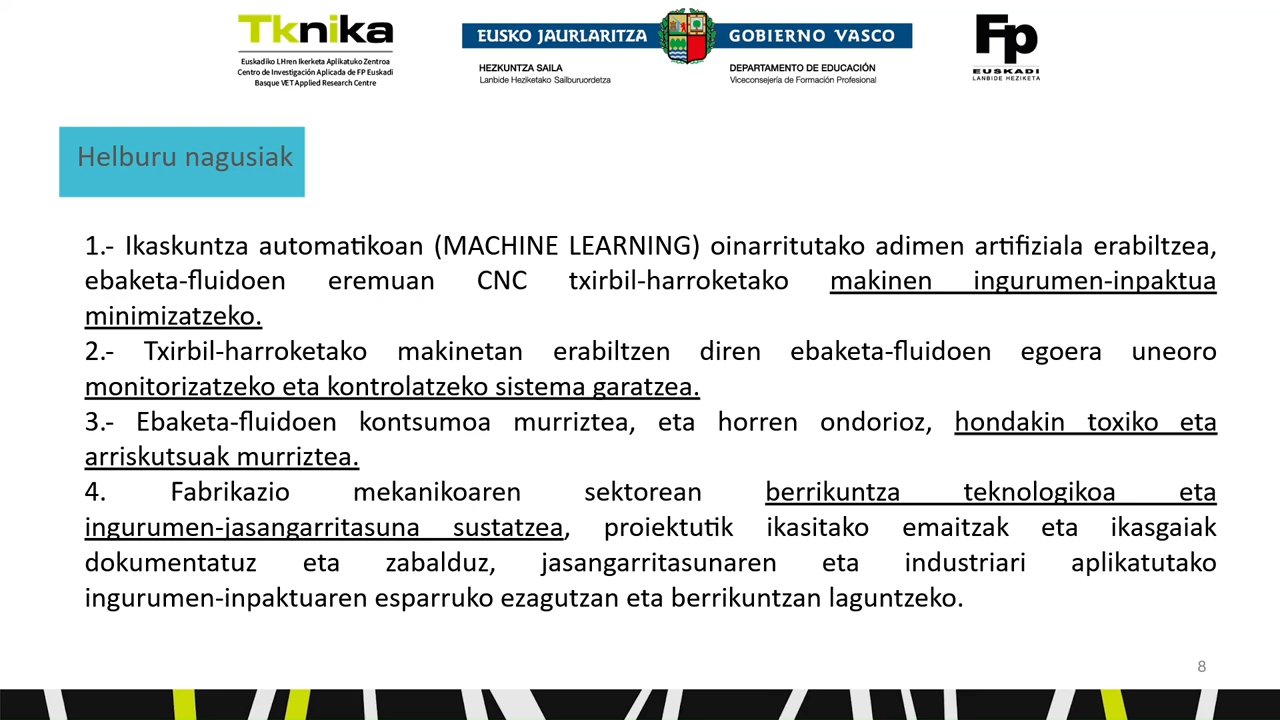 Tknika
Euskadiko LHren Ikerketa Aplikatuko Zentroa
Centro de Investigación Aplicada de FP Euskadi
Basque VET Applied Research Centre
EUSKO JAURLARITZA
GOBIERNO VASCO
HEZKUNTZA SAILA
Lanbide Heziketako Sailburuordetza
DEPARTAMENTO DE EDUCACIÓN
Viceconsejería de Formación Profesional
Fp
EUSKADI
LANBIDE HEZIKETA
Helburu nagusiak
1.- Ikaskuntza automatikoan (MACHINE LEARNING) oinarritutako adimen artifiziala erabiltzea,
ebaketa-fluidoen eremuan CNC txirbil-harroketako makinen ingurumen-inpaktua
minimizatzeko.
2.- Txirbil-harroketako makinetan erabiltzen diren ebaketa-fluidoen egoera uneoro
monitorizatzeko eta kontrolatzeko sistema garatzea.
3.- Ebaketa-fluidoen kontsumoa murriztea, eta horren ondorioz, hondakin toxiko eta
arriskutsuak murriztea.
4. Fabrikazio mekanikoaren sektorean berrikuntza teknologikoa eta
ingurumen-jasangarritasuna sustatzea, proiektutik ikasitako emaitzak eta ikasgaiak
dokumentatuz eta zabalduz, jasangarritasunaren eta industriari aplikatutako
ingurumen-inpaktuaren esparruko ezagutzan eta berrikuntzan laguntzeko.
8